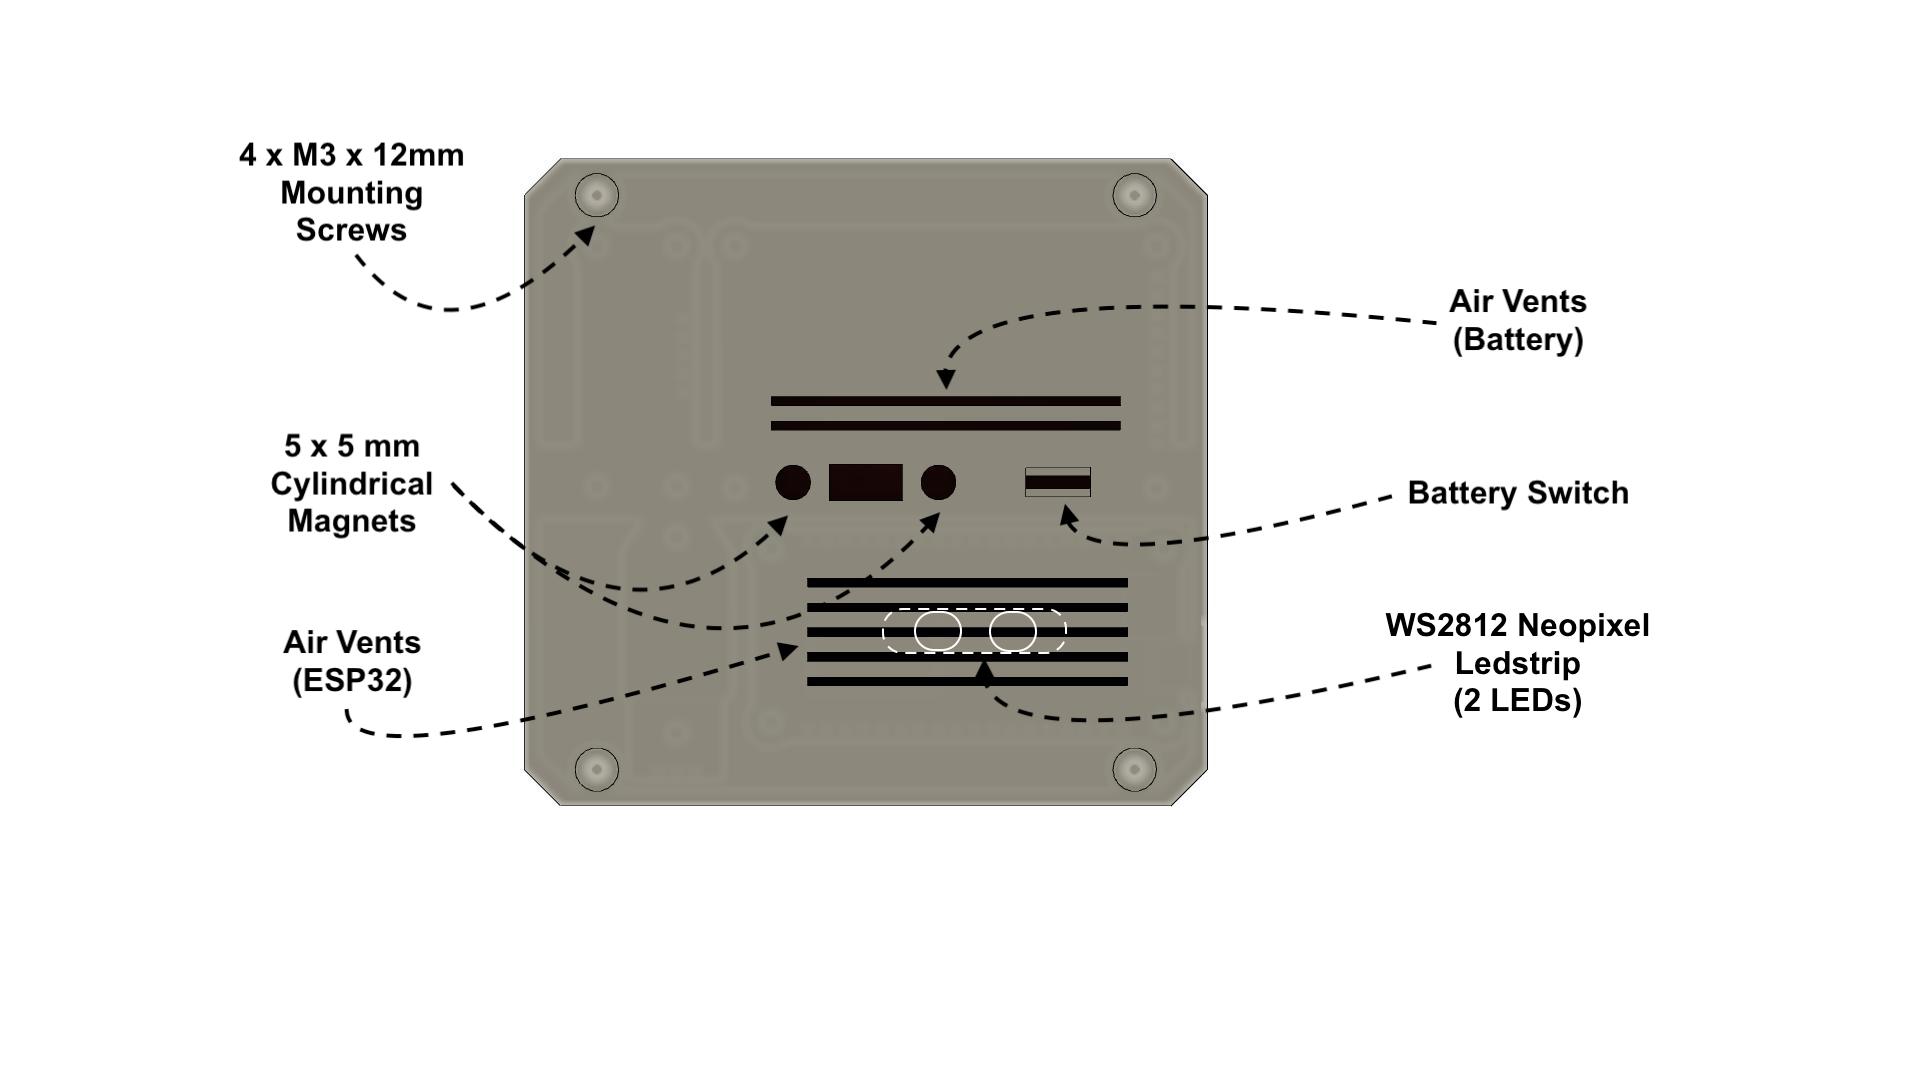 4 x M3 x 12mm
Mounting
Screws
5 x 5 mm
Cylindrical
Magnets
Air Vents
(ESP32)
Air Vents
(Battery)
Battery Switch
WS2812 Neopixel
Ledstrip
(2 LEDs)